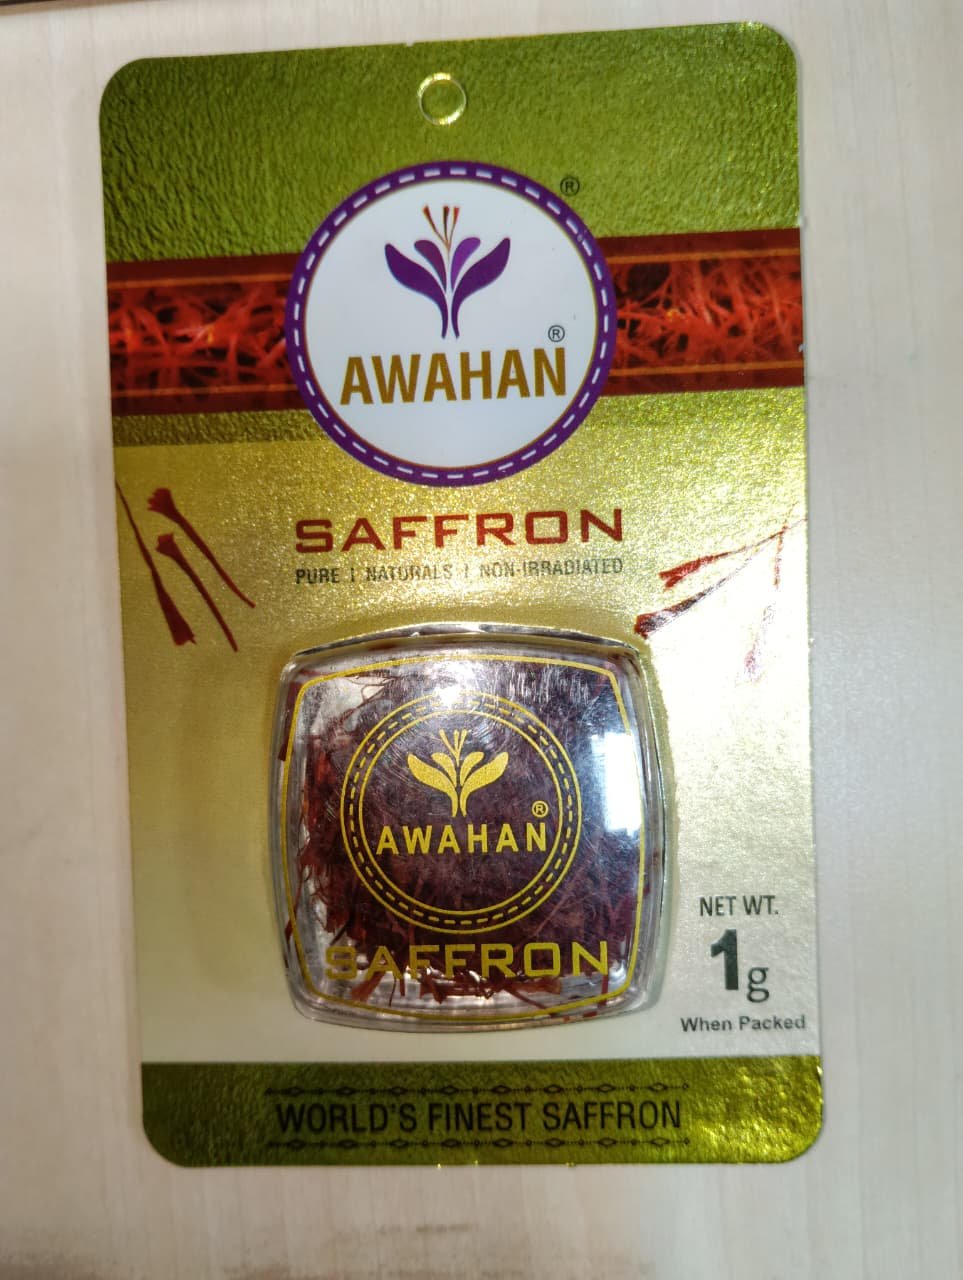 ®
®
AWAHAN
SAFFRON
PURE | NATURALS | NON-IRRADIATED
®
AWAHAN
SAFFRON
NET WT.
1g
When Packed
WORLD'S FINEST SAFFRON